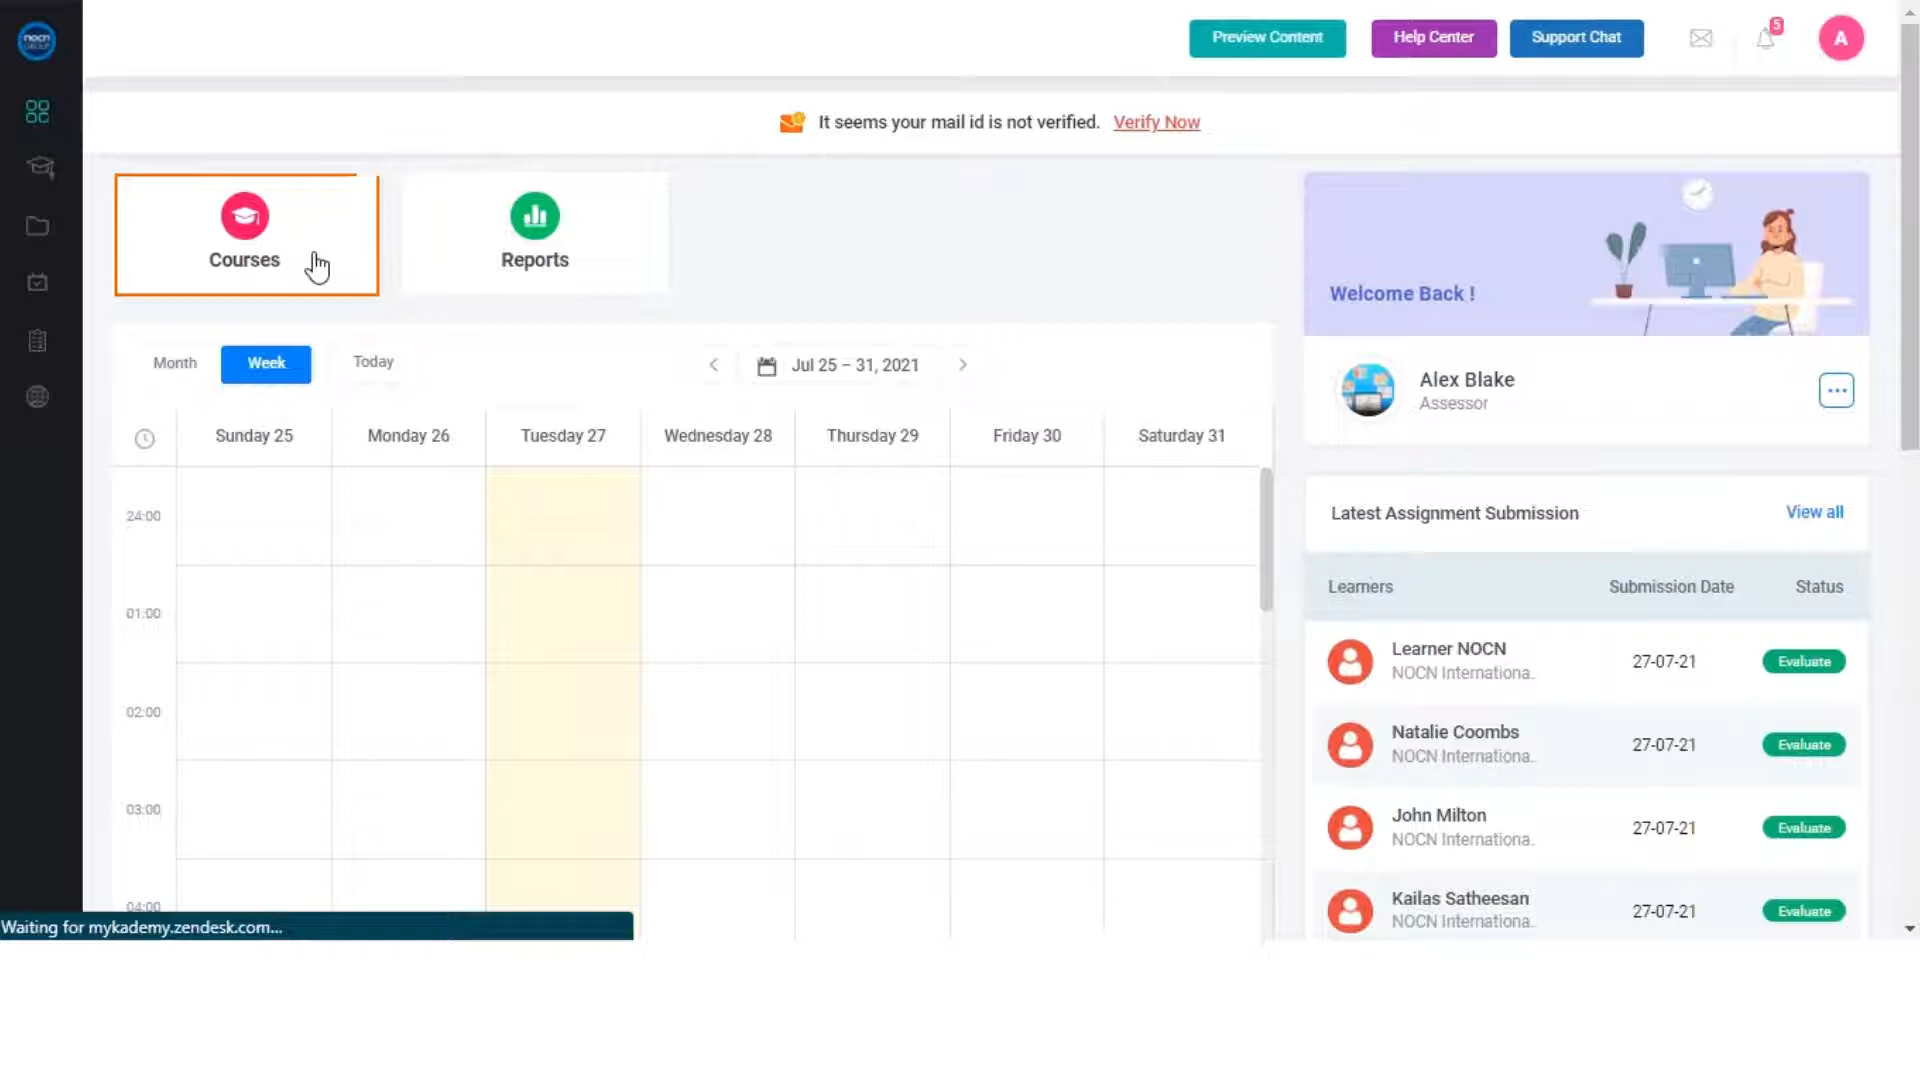 nocn
GROUP
Preview Content
Help Center
Support Chat
5
A
It seems your mail id is not verified. Verify Now
Courses
Reports
Welcome Back !
Month
Week
Today
Jul 25 – 31, 2021
Alex Blake
Assessor
Sunday 25
Monday 26
Tuesday 27
Wednesday 28
Thursday 29
Friday 30
Saturday 31
24:00
01:00
02:00
03:00
04:00
Latest Assignment Submission
View all
Learners
Submission Date
Status
Learner NOCN
NOCN Internationa..
27-07-21
Evaluate
Natalie Coombs
NOCN Internationa..
27-07-21
Evaluate
John Milton
NOCN Internationa..
27-07-21
Evaluate
Kailas Satheesan
NOCN Internationa..
27-07-21
Evaluate
Waiting for mykademy.zendesk.com...